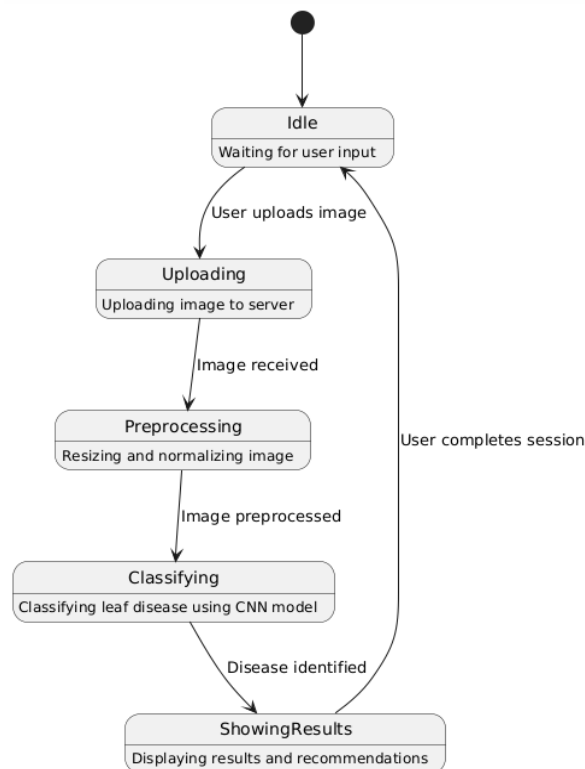 Idle
Waiting for user input
User uploads image
Uploading
Uploading image to server
Image received
Preprocessing
Resizing and normalizing image
User completes session
Image preprocessed
Classifying
Classifying leaf disease using CNN model
Disease identified
ShowingResults
Displaying results and recommendations